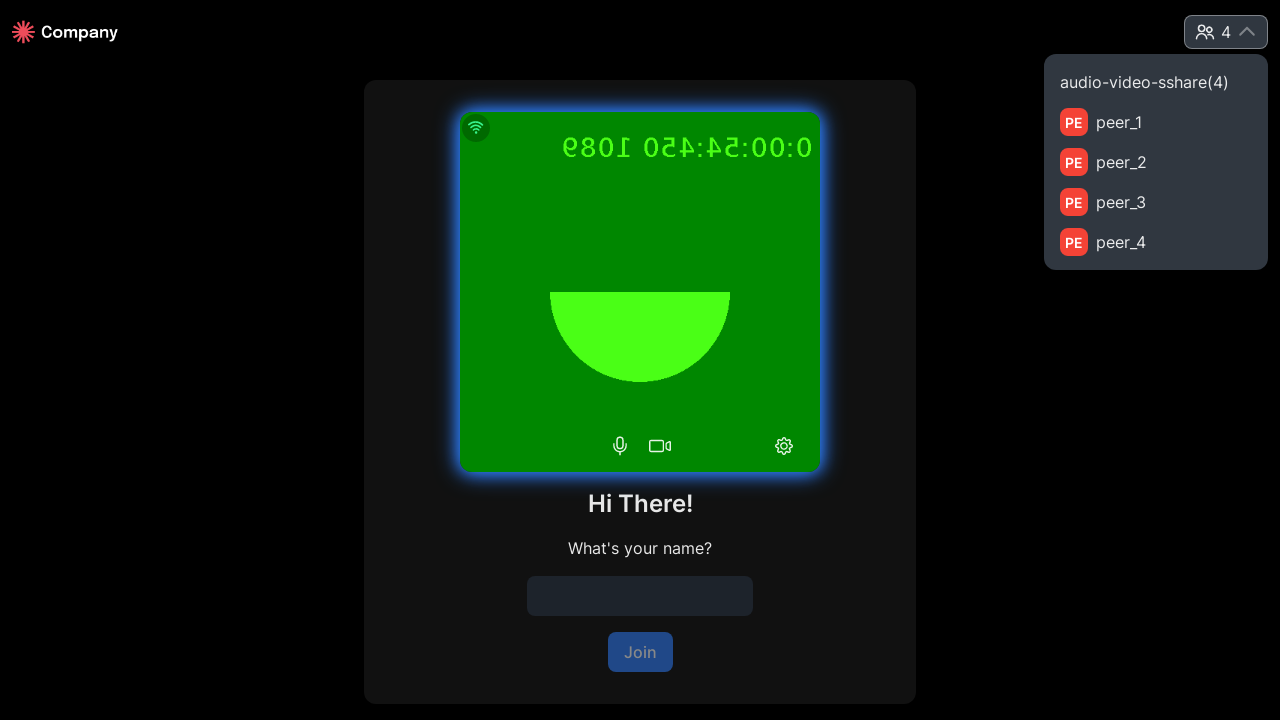 Company
4
audio-video-sshare(4)
PE peer_1
PE peer_2
PE peer_3
PE peer_4
0:00:54:450 1089
Hi There!
What's your name?
Join